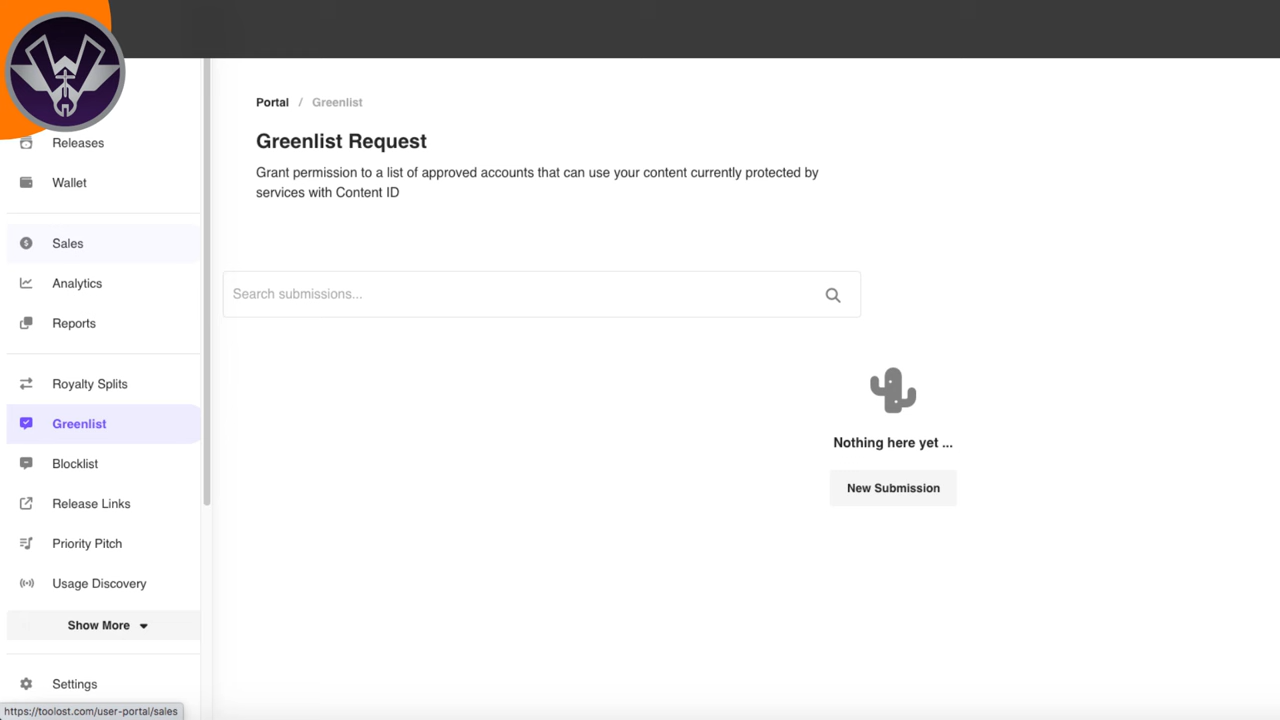 Portal / Greenlist
Greenlist Request
Grant permission to a list of approved accounts that can use your content currently protected by
services with Content ID
Releases
Wallet
Sales
Analytics
Reports
Royalty Splits
Greenlist
Blocklist
Release Links
Priority Pitch
Usage Discovery
Show More
Settings
Search submissions...
Nothing here yet ...
New Submission
https://toolost.com/user-portal/sales